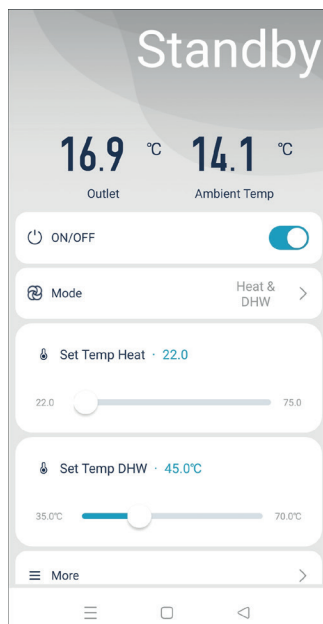 Standby
16.9 °C 14.1 °C
Outlet Ambient Temp
ON/OFF
Mode Heat &
DHW
Set Temp Heat · 22.0
22.0 75.0
Set Temp DHW · 45.0℃
35.0℃ 70.0℃
More